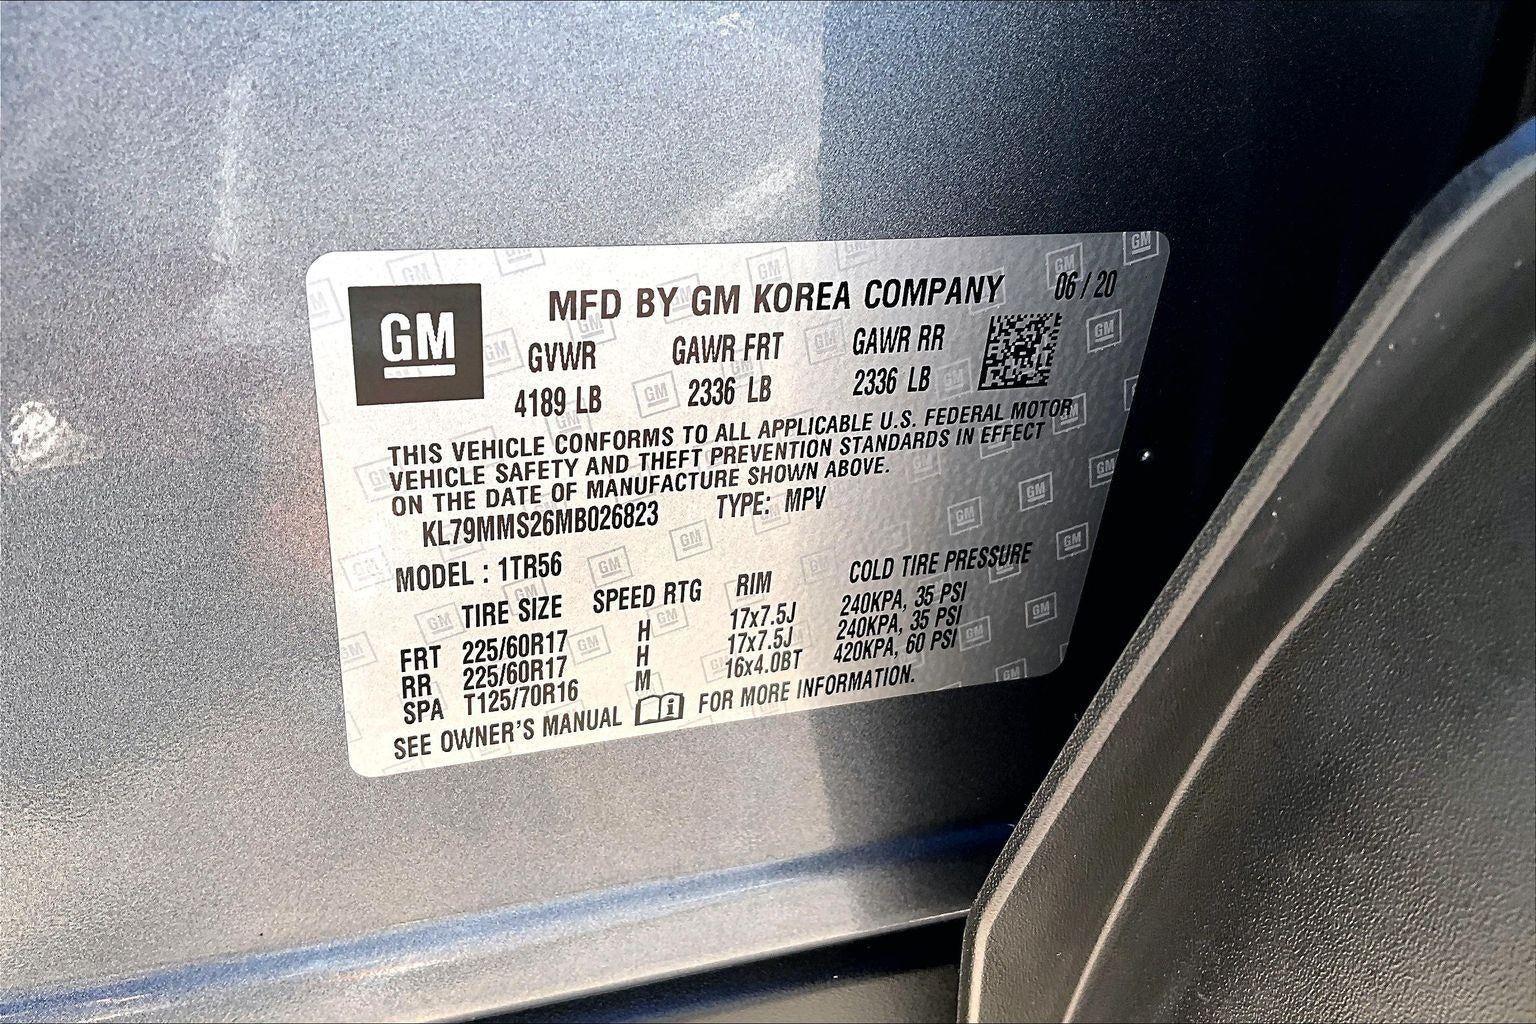 GM
MFD BY GM KOREA COMPANY 06 / 20
GVWR GAWR FRT GAWR RR
4189 LB 2336 LB 2336 LB
THIS VEHICLE CONFORMS TO ALL APPLICABLE U.S. FEDERAL MOTOR
VEHICLE SAFETY AND THEFT PREVENTION STANDARDS IN EFFECT
ON THE DATE OF MANUFACTURE SHOWN ABOVE.
KL79MMS26MB026823 TYPE: MPV
MODEL : 1TR56
TIRE SIZE SPEED RTG RIM COLD TIRE PRESSURE
FRT 225/60R17 H 17x7.5J 240KPA, 35 PSI
RR 225/60R17 H 17x7.5J 240KPA, 35 PSI
SPA T125/70R16 M 16x4.0BT 420KPA, 60 PSI
SEE OWNER'S MANUAL FOR MORE INFORMATION.